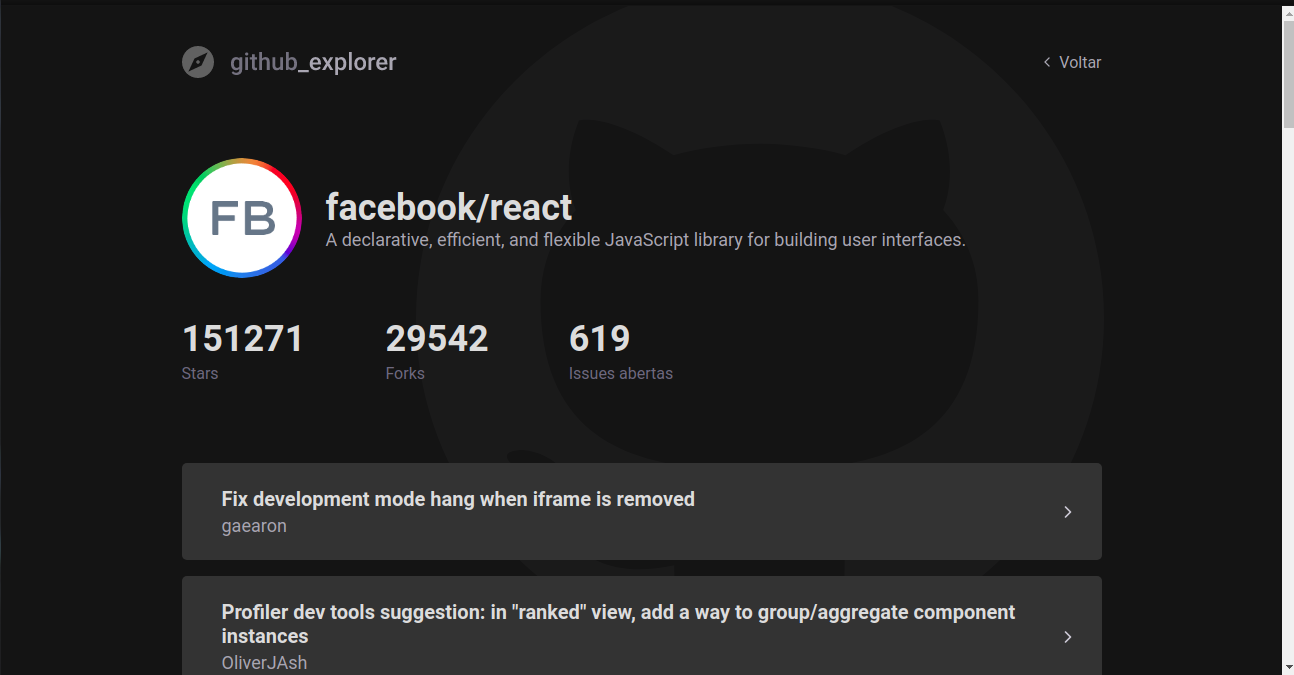 github_explorer
Voltar
FB
facebook/react
A declarative, efficient, and flexible JavaScript library for building user interfaces.
151271 29542 619
Stars Forks Issues abertas
Fix development mode hang when iframe is removed
gaearon
Profiler dev tools suggestion: in "ranked" view, add a way to group/aggregate component
instances
OliverJAsh